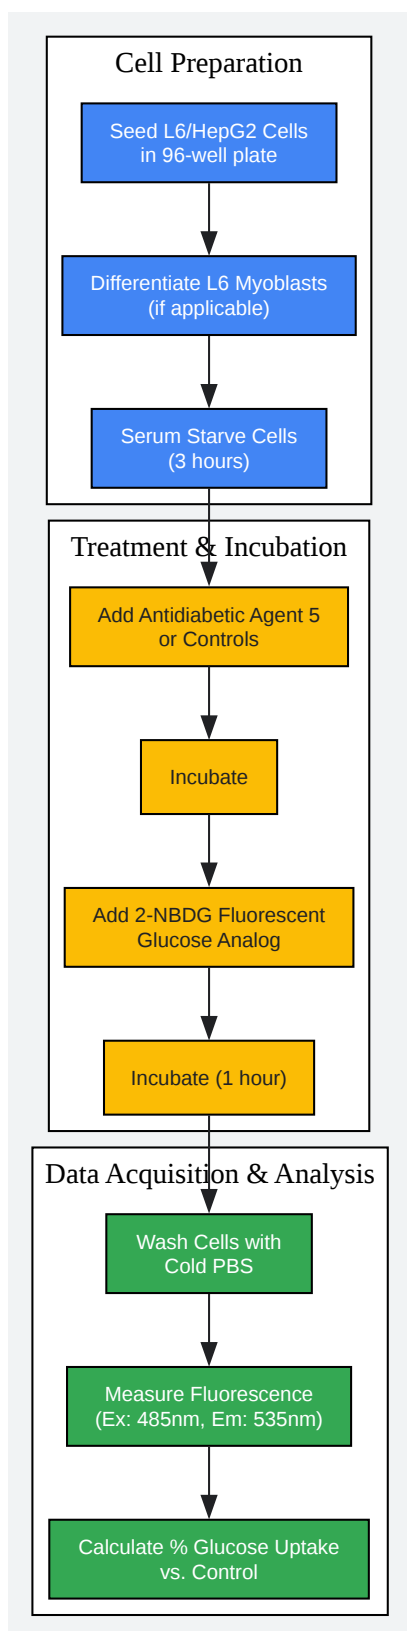 Cell Preparation
Seed L6/HepG2 Cells
in 96-well plate
Differentiate L6 Myoblasts
(if applicable)
Serum Starve Cells
(3 hours)
Treatment & Incubation
Add Antidiabetic Agent 5
or Controls
Incubate
Add 2-NBDG Fluorescent
Glucose Analog
Incubate (1 hour)
Data Acquisition & Analysis
Wash Cells with
Cold PBS
Measure Fluorescence
(Ex: 485nm, Em: 535nm)
Calculate % Glucose Uptake
vs. Control